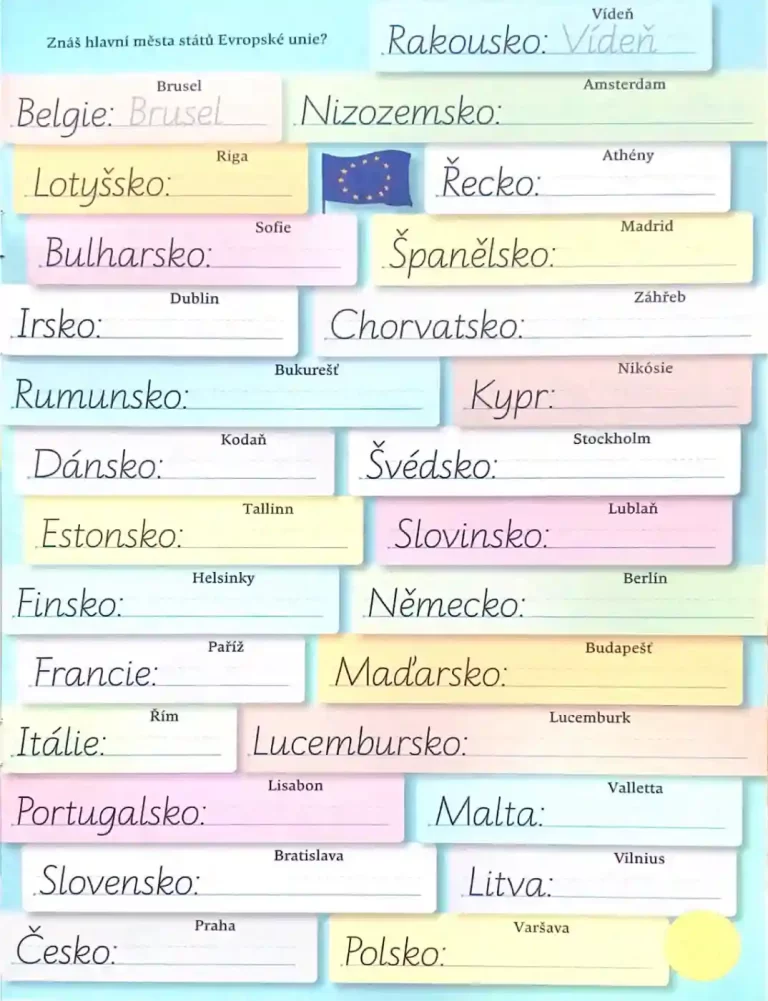 Znáš hlavní města států Evropské unie?
Vídeň
Rakousko: Vídeň
Brusel
Belgie: Brusel
Amsterdam
Nizozemsko:
Riga
Lotyšsko:
Athény
Řecko:
Sofie
Bulharsko:
Madrid
Španělsko:
Dublin
Irsko:
Záhřeb
Chorvatsko:
Bukurešť
Rumunsko:
Nikósie
Kypr:
Kodaň
Dánsko:
Stockholm
Švédsko:
Tallinn
Estonsko:
Lublaň
Slovinsko:
Helsinky
Finsko:
Berlín
Německo:
Paříž
Francie:
Budapešť
Maďarsko:
Řím
Itálie:
Lucemburk
Lucembursko:
Lisabon
Portugalsko:
Valletta
Malta:
Bratislava
Slovensko:
Vilnius
Litva:
Praha
Česko:
Varšava
Polsko: